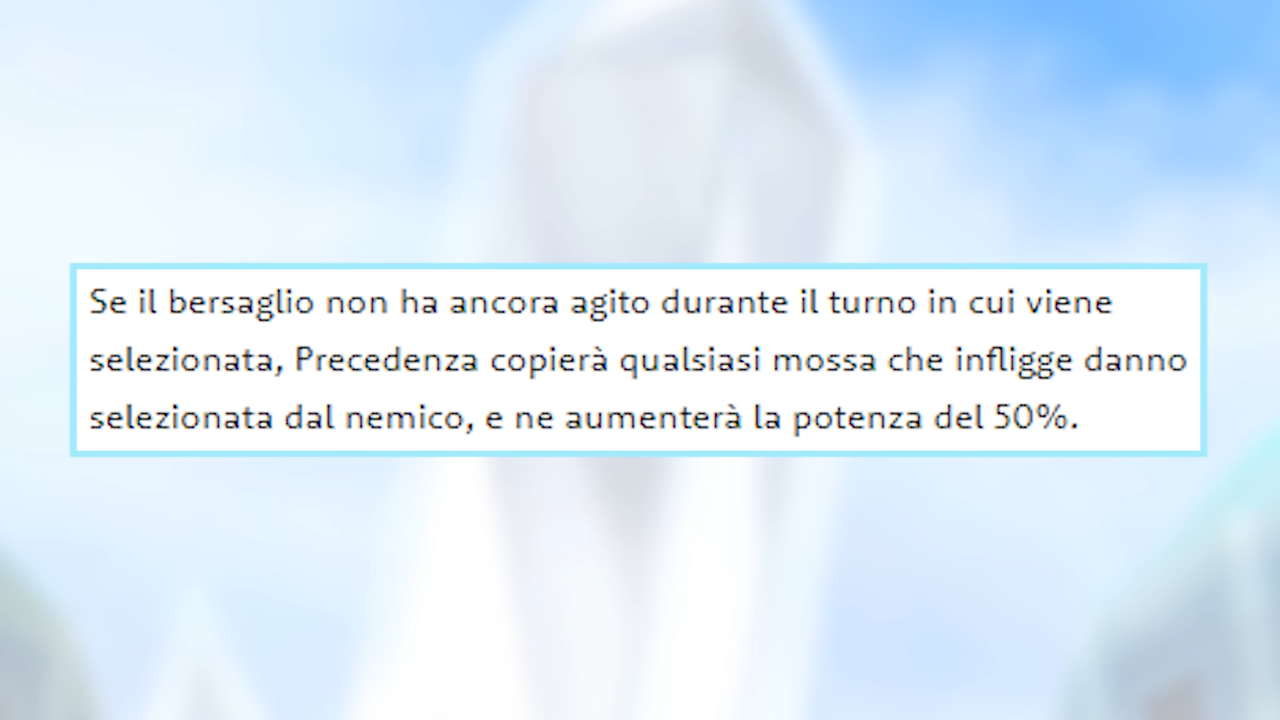 Se il bersaglio non ha ancora agito durante il turno in cui viene
selezionata, Precedenza copierà qualsiasi mossa che infligge danno
selezionata dal nemico, e ne aumenterà la potenza del 50%.